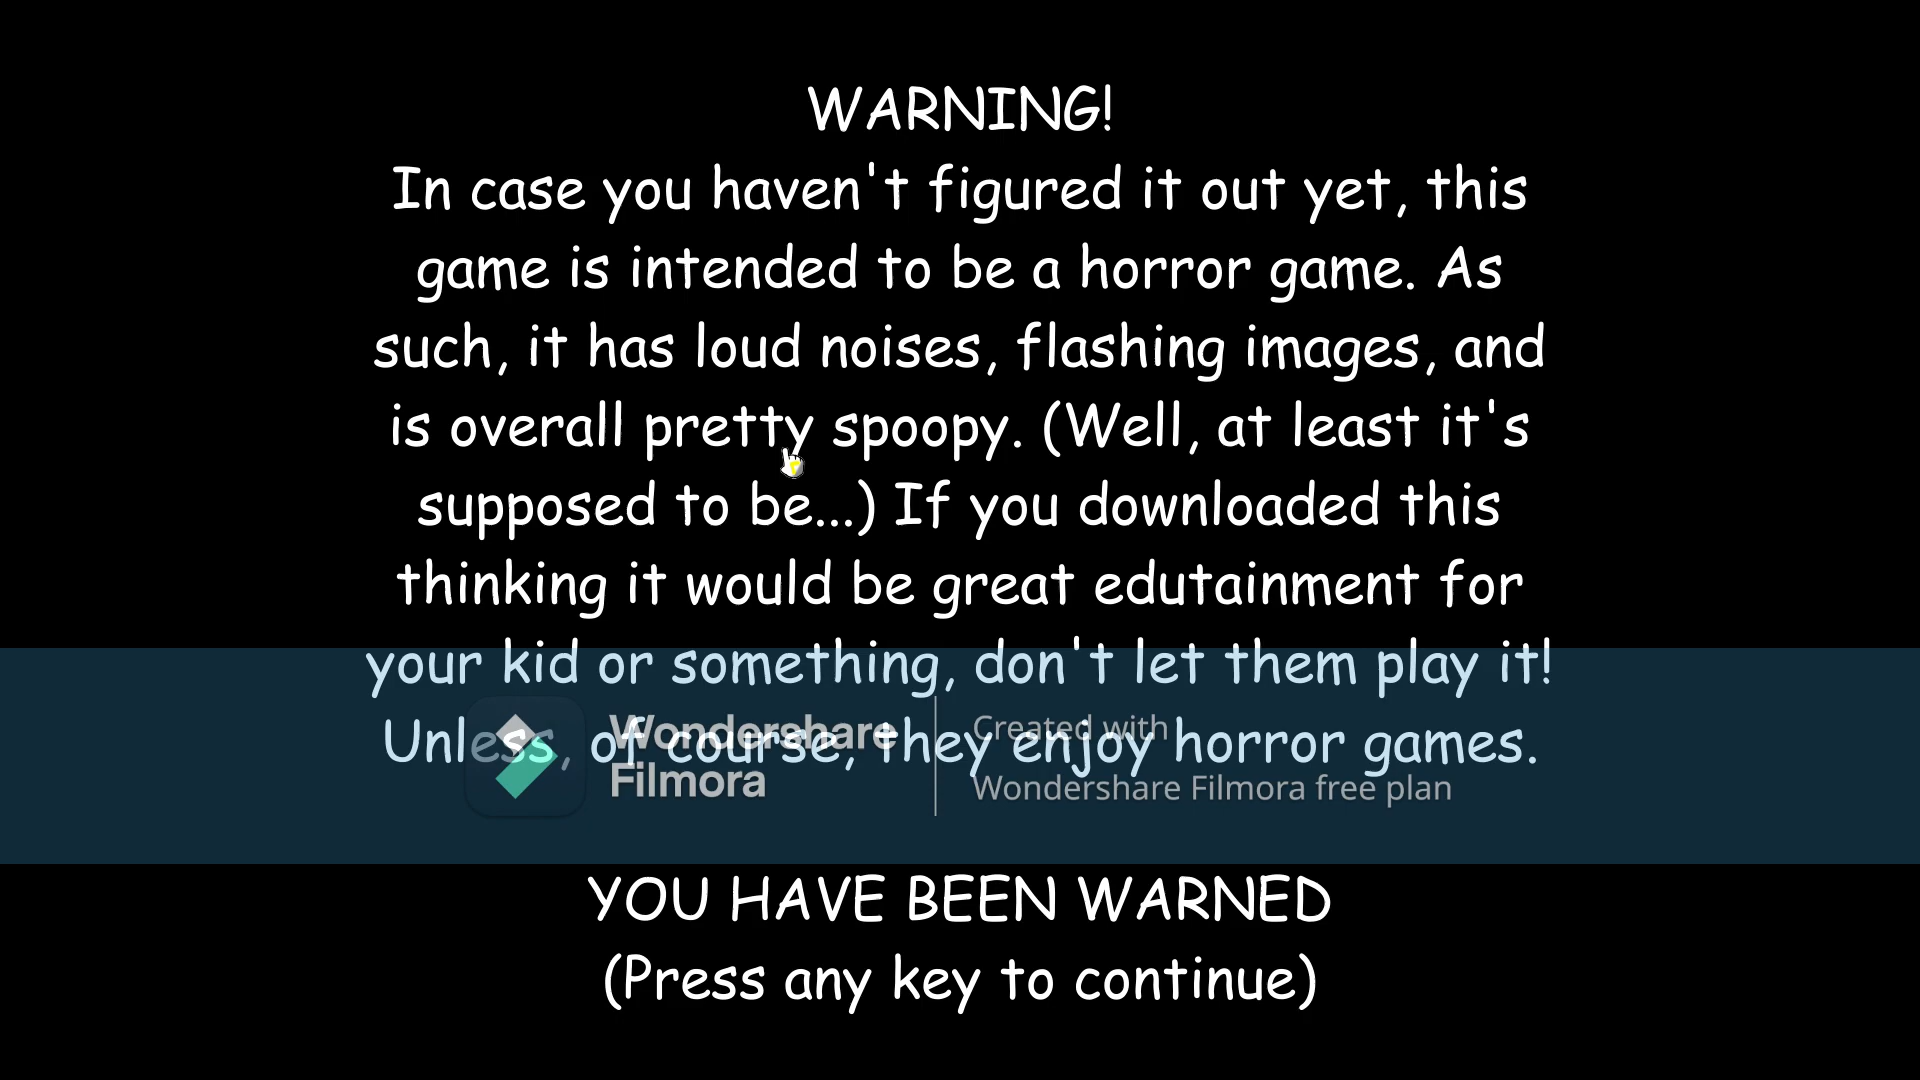 WARNING!
In case you haven't figured it out yet, this
game is intended to be a horror game. As
such, it has loud noises, flashing images, and
is overall pretty spoopy. (Well, at least it's
supposed to be...) If you downloaded this
thinking it would be great edutainment for
your kid or something, don't let them play it!
Unless, of course, they enjoy horror games.
Wondershare
Filmora
Created with
Wondershare Filmora free plan
YOU HAVE BEEN WARNED
(Press any key to continue)